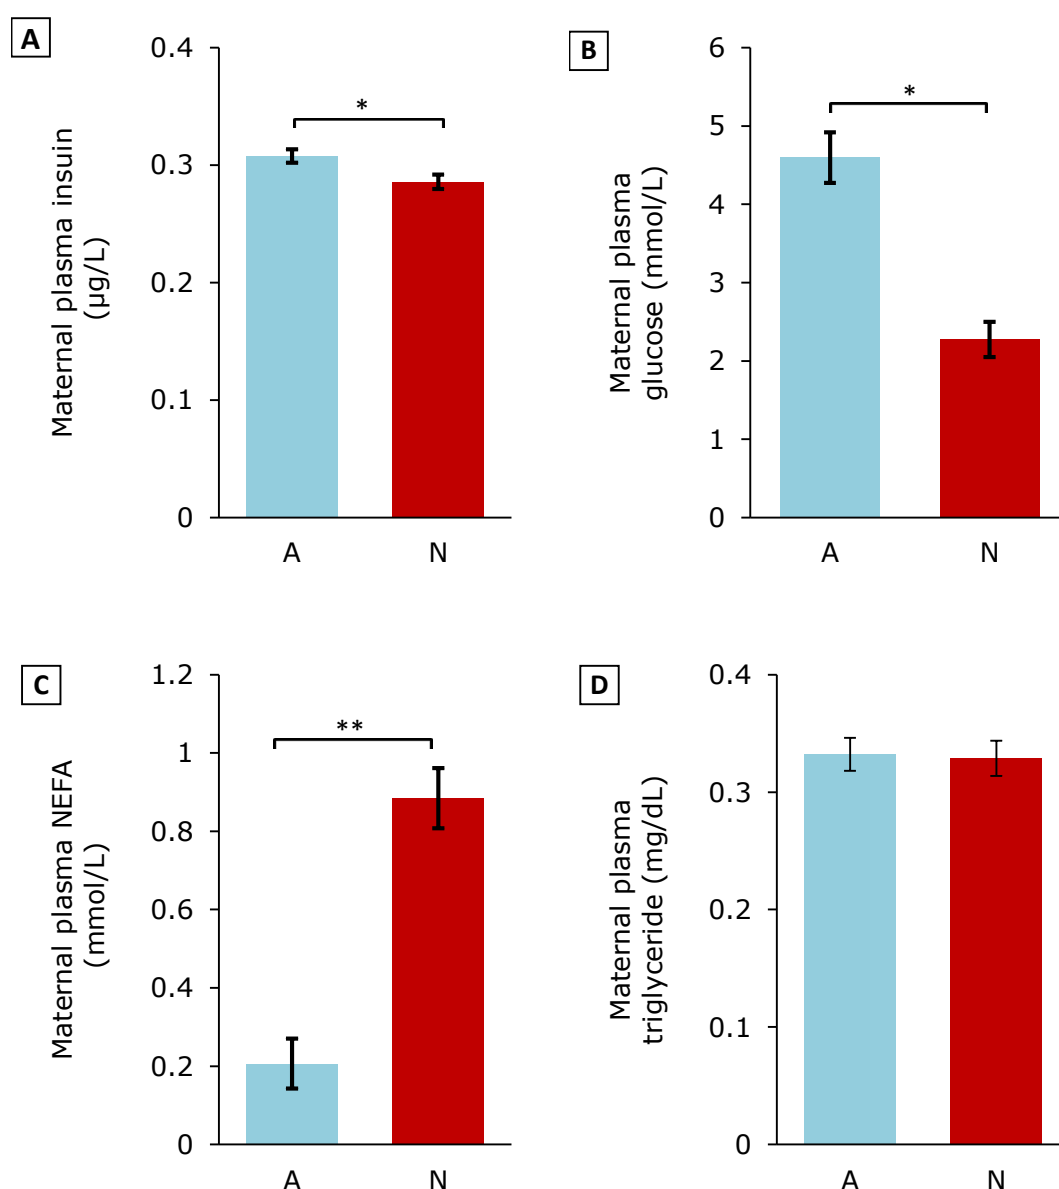 A
Maternal plasma insuin
(µg/L)
0.4
0.3
0.2
0.1
0
*
A
N
B
Maternal plasma
glucose (mmol/L)
6
5
4
3
2
1
0
*
A
N
C
Maternal plasma NEFA
(mmol/L)
1.2
1
0.8
0.6
0.4
0.2
0
**
A
N
D
Maternal plasma
triglyceride (mg/dL)
0.4
0.3
0.2
0.1
0
A
N